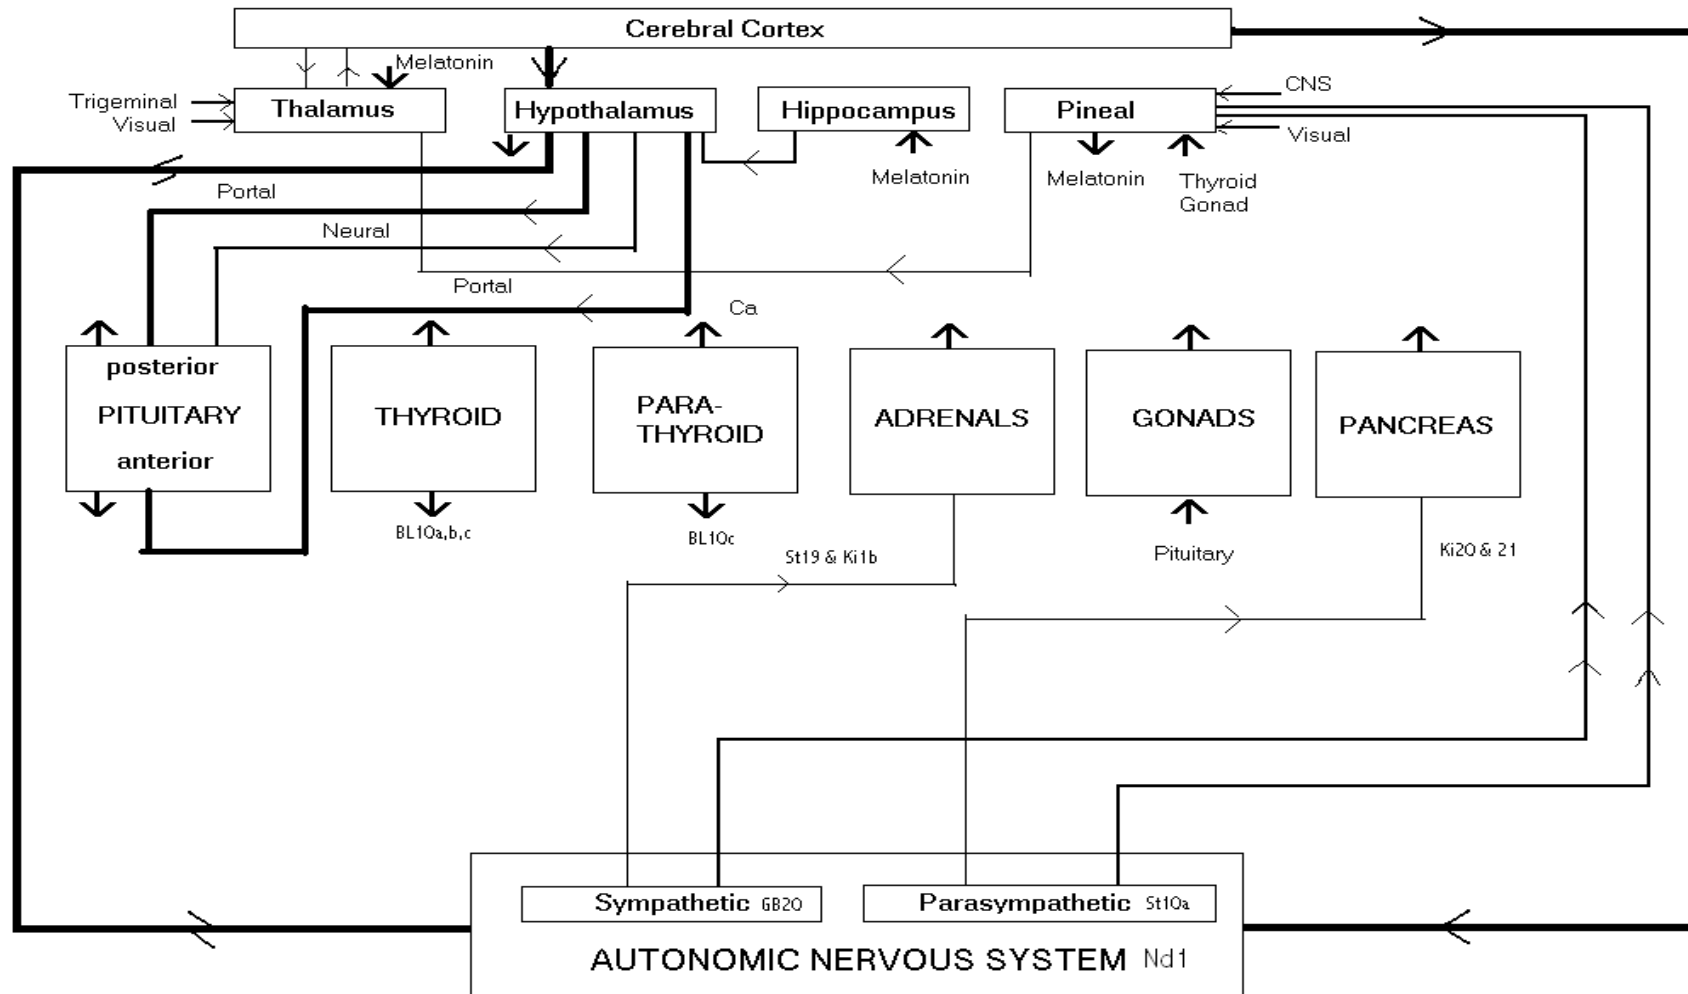 Cerebral Cortex
Melatonin
Trigeminal
Visual
Thalamus
Hypothalamus
Hippocampus
Pineal
CNS
Visual
Melatonin
Melatonin
Thyroid
Gonad
Portal
Neural
Portal
Ca
posterior
PITUITARY
anterior
THYROID
PARA-
THYROID
ADRENALS
GONADS
PANCREAS
BL10a,b,c
BL10c
St19 & Ki1b
Pituitary
Ki20 & 21
Sympathetic GB20
Parasympathetic St10a
AUTONOMIC NERVOUS SYSTEM Nd1